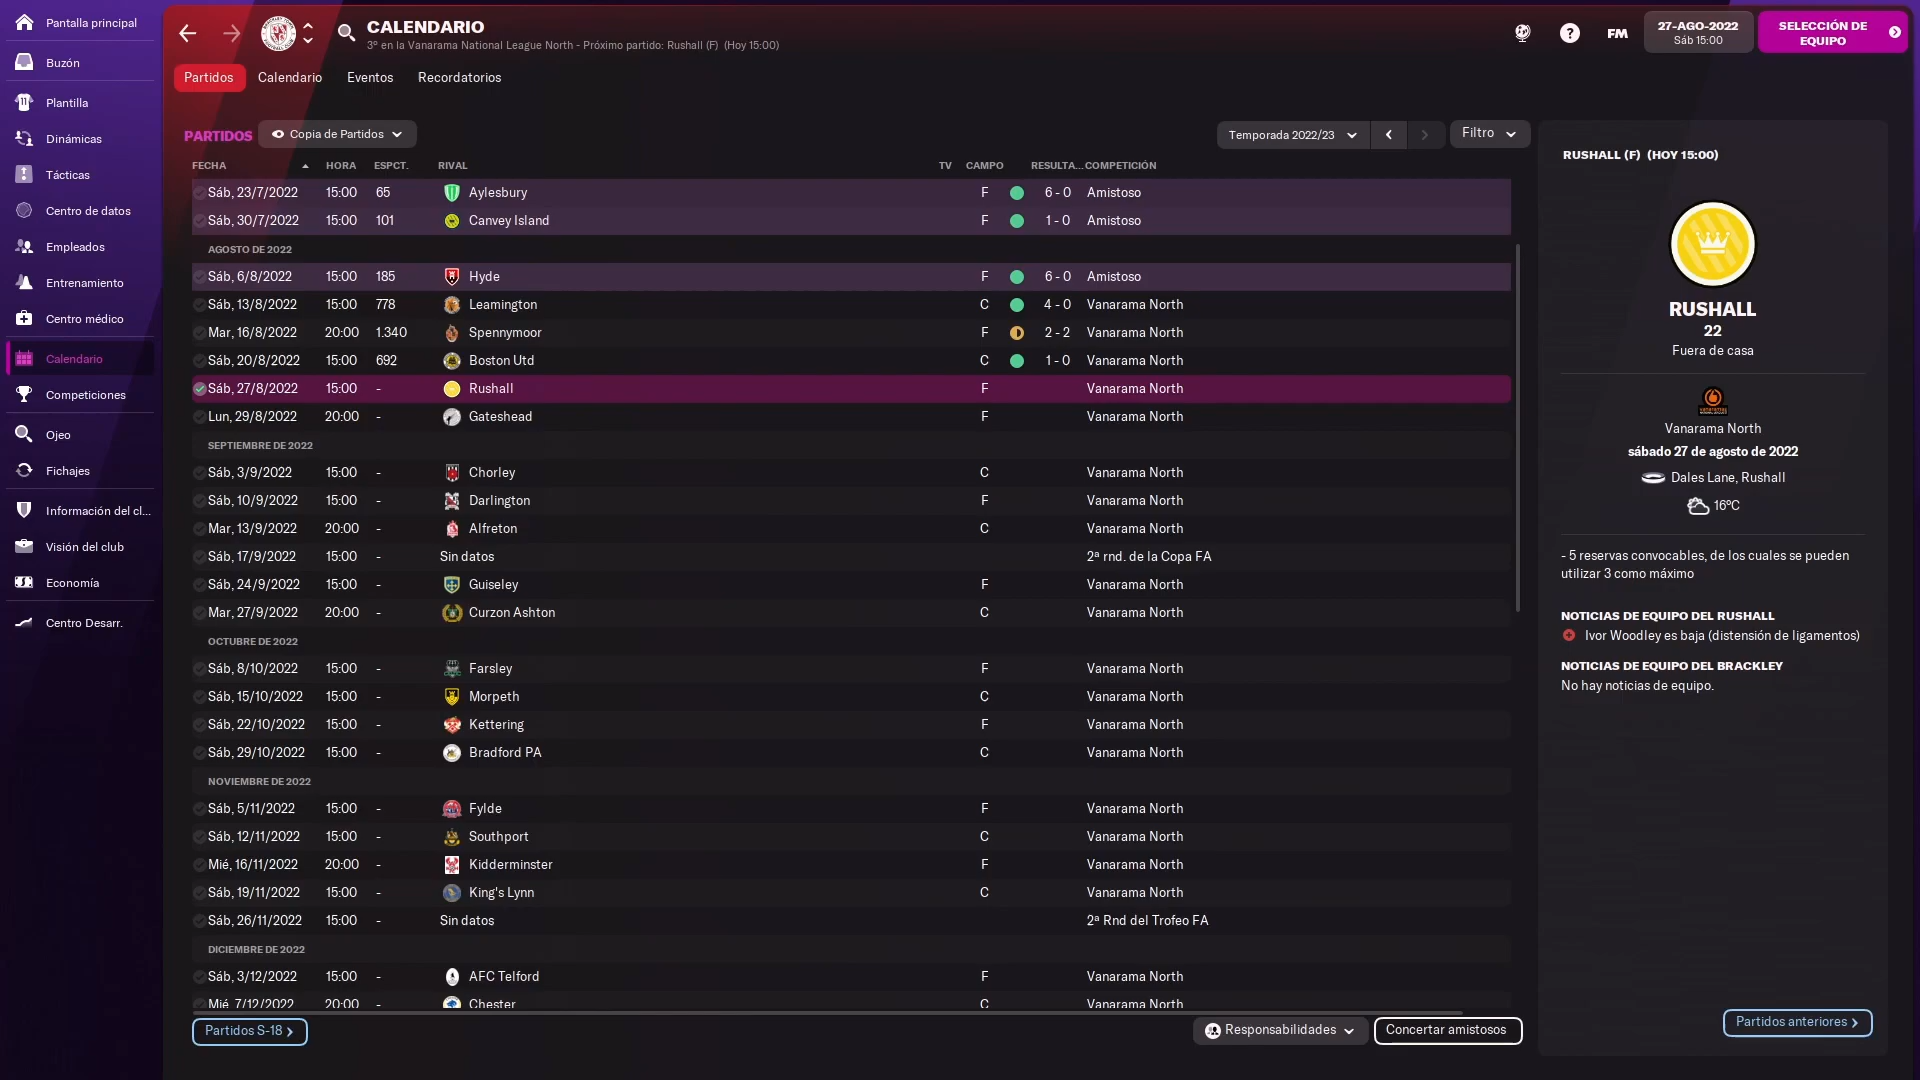 Pantalla principal
Buzón
Plantilla
Dinámicas
Tácticas
Centro de datos
Empleados
Entrenamiento
Centro médico
Calendario
Competiciones
Ojeo
Fichajes
Información del cl...
Visión del club
Economía
Centro Desarr.
CALENDARIO
3º en la Vanarama National League North - Próximo partido: Rushall (F) (Hoy 15:00)
FM
27-AGO-2022
Sáb 15:00
SELECCIÓN DE EQUIPO
Partidos Calendario Eventos Recordatorios
PARTIDOS Copia de Partidos Temporada 2022/23 Filtro
FECHA HORA ESPCT. RIVAL TV CAMPO RESULTA... COMPETICIÓN
Sáb, 23/7/2022 15:00 65 Aylesbury F 6 - 0 Amistoso
Sáb, 30/7/2022 15:00 101 Canvey Island F 1 - 0 Amistoso
AGOSTO DE 2022
Sáb, 6/8/2022 15:00 185 Hyde F 6 - 0 Amistoso
Sáb, 13/8/2022 15:00 778 Leamington C 4 - 0 Vanarama North
Mar, 16/8/2022 20:00 1.340 Spennymoor F 2 - 2 Vanarama North
Sáb, 20/8/2022 15:00 692 Boston Utd C 1 - 0 Vanarama North
Sáb, 27/8/2022 15:00 - Rushall F Vanarama North
Lun, 29/8/2022 20:00 - Gateshead F Vanarama North
SEPTIEMBRE DE 2022
Sáb, 3/9/2022 15:00 - Chorley C Vanarama North
Sáb, 10/9/2022 15:00 - Darlington F Vanarama North
Mar, 13/9/2022 20:00 - Alfreton C Vanarama North
Sáb, 17/9/2022 15:00 - Sin datos 2ª rnd. de la Copa FA
Sáb, 24/9/2022 15:00 - Guiseley F Vanarama North
Mar, 27/9/2022 20:00 - Curzon Ashton C Vanarama North
OCTUBRE DE 2022
Sáb, 8/10/2022 15:00 - Farsley F Vanarama North
Sáb, 15/10/2022 15:00 - Morpeth C Vanarama North
Sáb, 22/10/2022 15:00 - Kettering F Vanarama North
Sáb, 29/10/2022 15:00 - Bradford PA C Vanarama North
NOVIEMBRE DE 2022
Sáb, 5/11/2022 15:00 - Fylde F Vanarama North
Sáb, 12/11/2022 15:00 - Southport C Vanarama North
Mié, 16/11/2022 20:00 - Kidderminster F Vanarama North
Sáb, 19/11/2022 15:00 - King's Lynn C Vanarama North
Sáb, 26/11/2022 15:00 - Sin datos 2ª Rnd del Trofeo FA
DICIEMBRE DE 2022
Sáb, 3/12/2022 15:00 - AFC Telford F Vanarama North
Mié, 7/12/2022 20:00 - Chester C Vanarama North
Partidos S-18
Responsabilidades
Concertar amistosos
RUSHALL (F) (HOY 15:00)
RUSHALL
22
Fuera de casa
Vanarama North
sábado 27 de agosto de 2022
Dales Lane, Rushall
16ºC
- 5 reservas convocables, de los cuales se pueden
utilizar 3 como máximo
NOTICIAS DE EQUIPO DEL RUSHALL
Ivor Woodley es baja (distensión de ligamentos)
NOTICIAS DE EQUIPO DEL BRACKLEY
No hay noticias de equipo.
Partidos anteriores